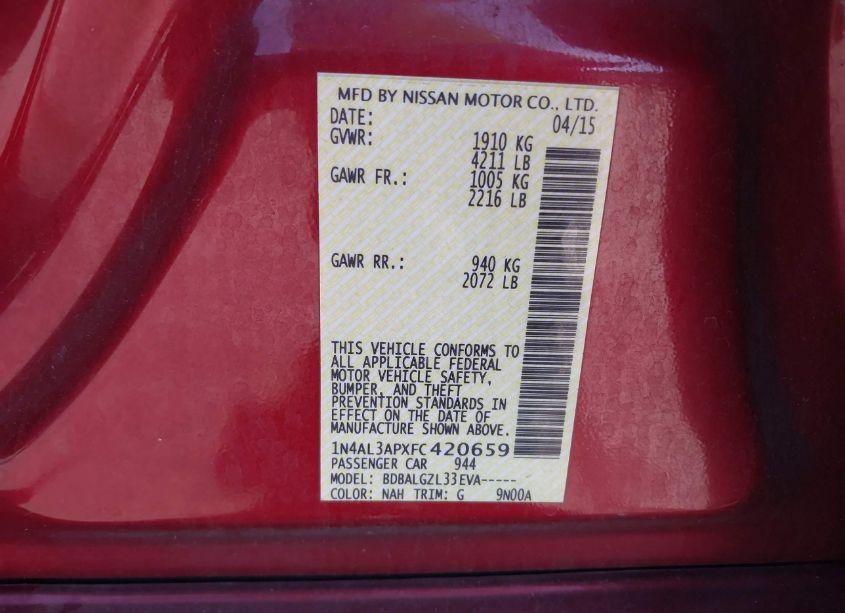 MFD BY NISSAN MOTOR CO., LTD.
DATE: 04/15
GVWR: 1910 KG
4211 LB
GAWR FR.: 1005 KG
2216 LB
GAWR RR.: 940 KG
2072 LB
THIS VEHICLE CONFORMS TO
ALL APPLICABLE FEDERAL
MOTOR VEHICLE SAFETY,
BUMPER, AND THEFT
PREVENTION STANDARDS IN
EFFECT ON THE DATE OF
MANUFACTURE SHOWN ABOVE.
1N4AL3APXFC420659
PASSENGER CAR 944
MODEL: BDBALGZL33EVA-----
COLOR: NAH TRIM: G 9N00A